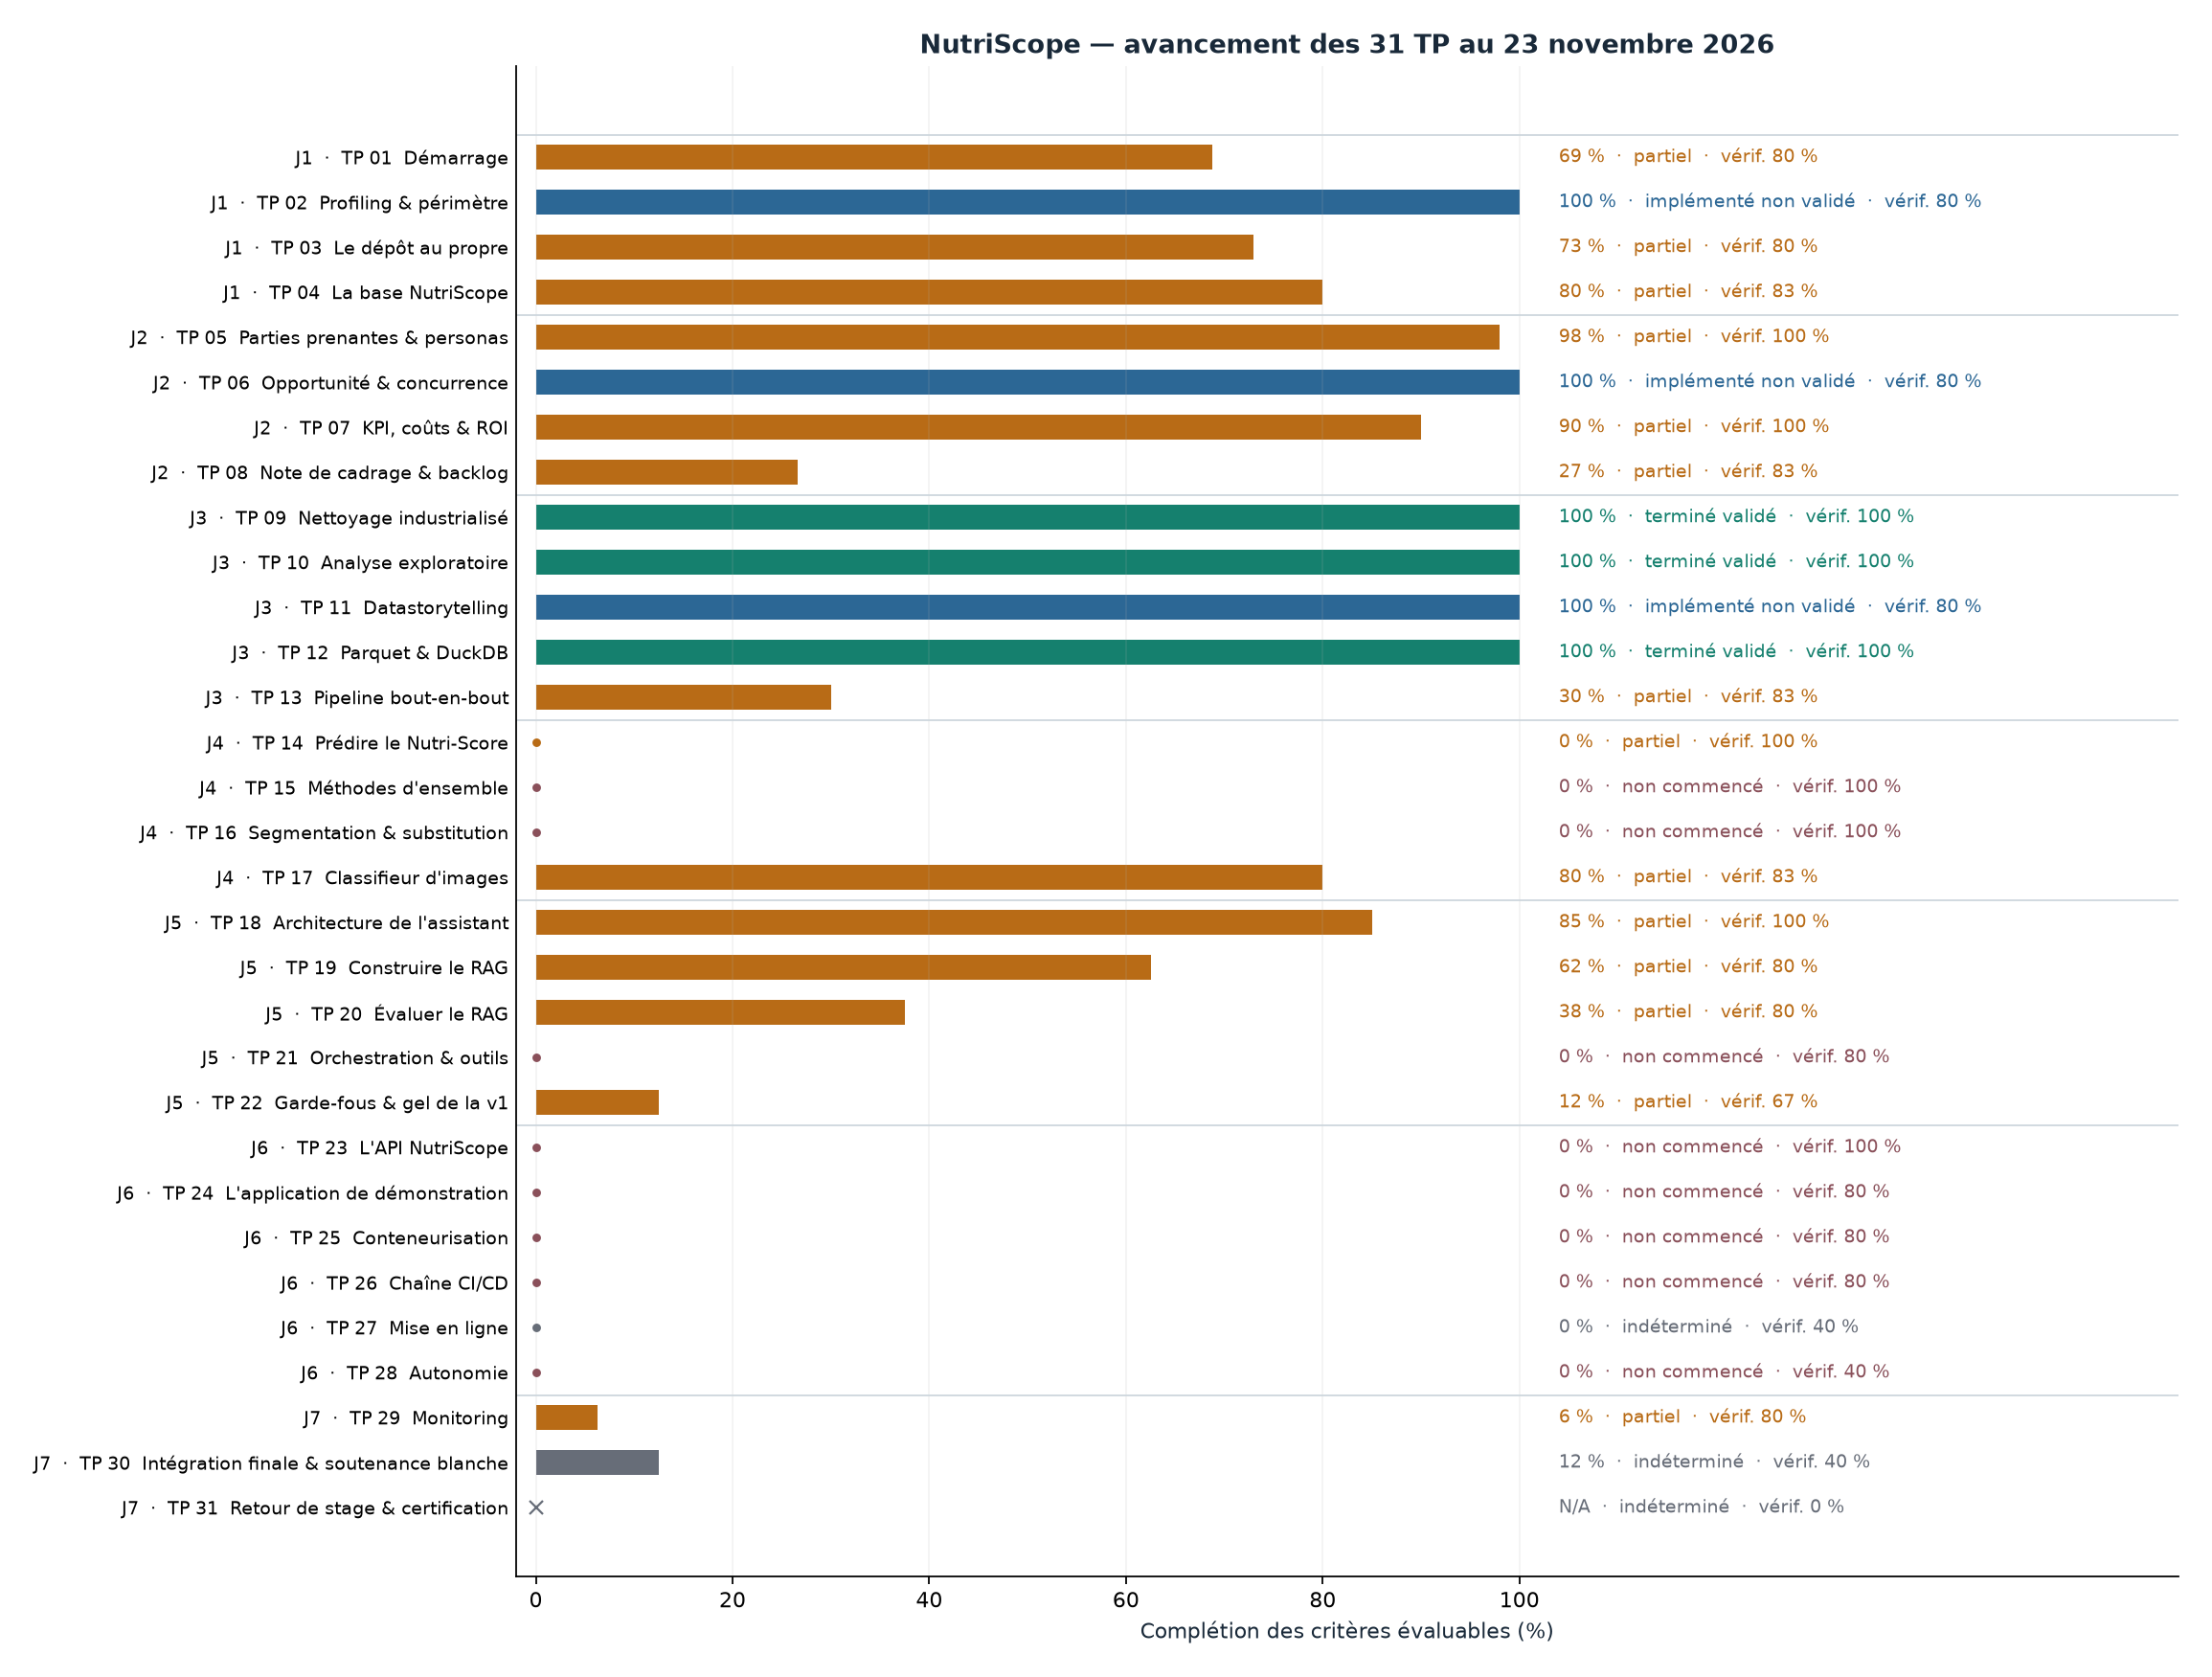 NutriScope — avancement des 31 TP au 23 novembre 2026
J1 · TP 01 Démarrage 69 % · partiel · vérif. 80 %
J1 · TP 02 Profiling & périmètre 100 % · implémenté non validé · vérif. 80 %
J1 · TP 03 Le dépôt au propre 73 % · partiel · vérif. 80 %
J1 · TP 04 La base NutriScope 80 % · partiel · vérif. 83 %
J2 · TP 05 Parties prenantes & personas 98 % · partiel · vérif. 100 %
J2 · TP 06 Opportunité & concurrence 100 % · implémenté non validé · vérif. 80 %
J2 · TP 07 KPI, coûts & ROI 90 % · partiel · vérif. 100 %
J2 · TP 08 Note de cadrage & backlog 27 % · partiel · vérif. 83 %
J3 · TP 09 Nettoyage industrialisé 100 % · terminé validé · vérif. 100 %
J3 · TP 10 Analyse exploratoire 100 % · terminé validé · vérif. 100 %
J3 · TP 11 Datastorytelling 100 % · implémenté non validé · vérif. 80 %
J3 · TP 12 Parquet & DuckDB 100 % · terminé validé · vérif. 100 %
J3 · TP 13 Pipeline bout-en-bout 30 % · partiel · vérif. 83 %
J4 · TP 14 Prédire le Nutri-Score 0 % · partiel · vérif. 100 %
J4 · TP 15 Méthodes d'ensemble 0 % · non commencé · vérif. 100 %
J4 · TP 16 Segmentation & substitution 0 % · non commencé · vérif. 100 %
J4 · TP 17 Classifieur d'images 80 % · partiel · vérif. 83 %
J5 · TP 18 Architecture de l'assistant 85 % · partiel · vérif. 100 %
J5 · TP 19 Construire le RAG 62 % · partiel · vérif. 80 %
J5 · TP 20 Évaluer le RAG 38 % · partiel · vérif. 80 %
J5 · TP 21 Orchestration & outils 0 % · non commencé · vérif. 80 %
J5 · TP 22 Garde-fous & gel de la v1 12 % · partiel · vérif. 67 %
J6 · TP 23 L'API NutriScope 0 % · non commencé · vérif. 100 %
J6 · TP 24 L'application de démonstration 0 % · non commencé · vérif. 80 %
J6 · TP 25 Conteneurisation 0 % · non commencé · vérif. 80 %
J6 · TP 26 Chaîne CI/CD 0 % · non commencé · vérif. 80 %
J6 · TP 27 Mise en ligne 0 % · indéterminé · vérif. 40 %
J6 · TP 28 Autonomie 0 % · non commencé · vérif. 40 %
J7 · TP 29 Monitoring 6 % · partiel · vérif. 80 %
J7 · TP 30 Intégration finale & soutenance blanche 12 % · indéterminé · vérif. 40 %
J7 · TP 31 Retour de stage & certification N/A · indéterminé · vérif. 0 %
0 20 40 60 80 100
Complétion des critères évaluables (%)